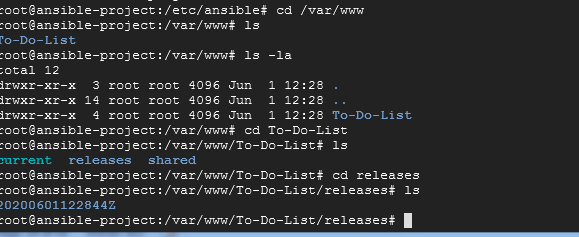 root@ansible-project:/etc/ansible# cd /var/www
root@ansible-project:/var/www# ls
To-Do-List
root@ansible-project:/var/www# ls -la
total 12
drwxr-xr-x  3 root root 4096 Jun  1 12:28 .
drwxr-xr-x 14 root root 4096 Jun  1 12:28 ..
drwxr-xr-x  4 root root 4096 Jun  1 12:28 To-Do-List
root@ansible-project:/var/www# cd To-Do-List
root@ansible-project:/var/www/To-Do-List# ls
current  releases  shared
root@ansible-project:/var/www/To-Do-List# cd releases
root@ansible-project:/var/www/To-Do-List/releases# ls
20200601122844Z
root@ansible-project:/var/www/To-Do-List/releases#